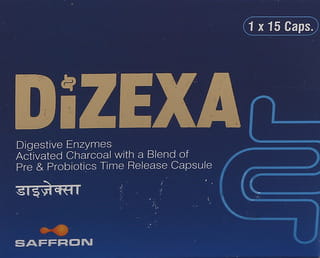 1 x 15 Caps.
DiZEXA
Digestive Enzymes
Activated Charcoal with a Blend of
Pre & Probiotics Time Release Capsule
डाइज़ेक्सा
SAFFRON